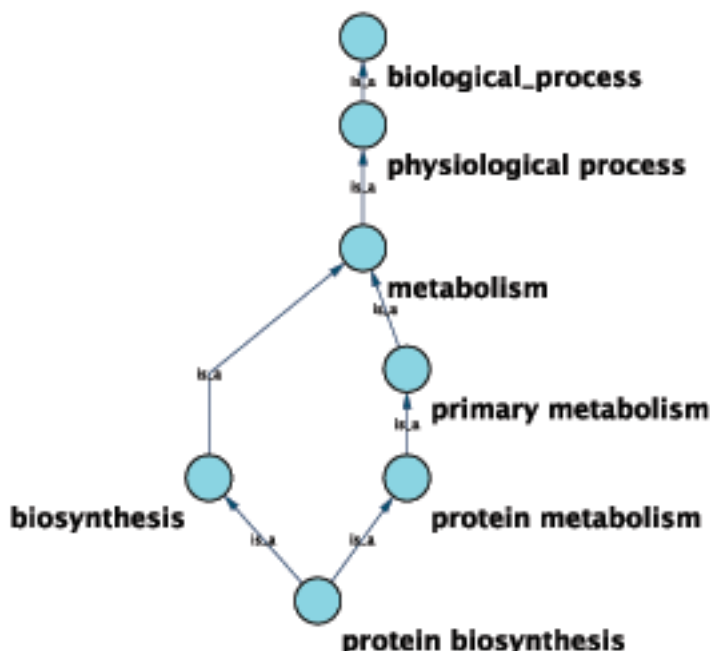 is_a
biological_process
physiological process
is_a
metabolism
is_a
is_a
primary metabolism
is_a
biosynthesis
protein metabolism
is_a
is_a
protein biosynthesis